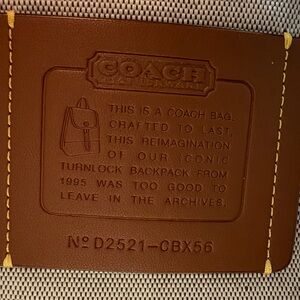 COACH
THIS IS A COACH BAG.
CRAFTED TO LAST,
THIS REIMAGINATION
OF OUR ICONIC
TURNLOCK BACKPACK FROM
1995 WAS TOO GOOD TO
LEAVE IN THE ARCHIVES.
Nº D2521-CBX56